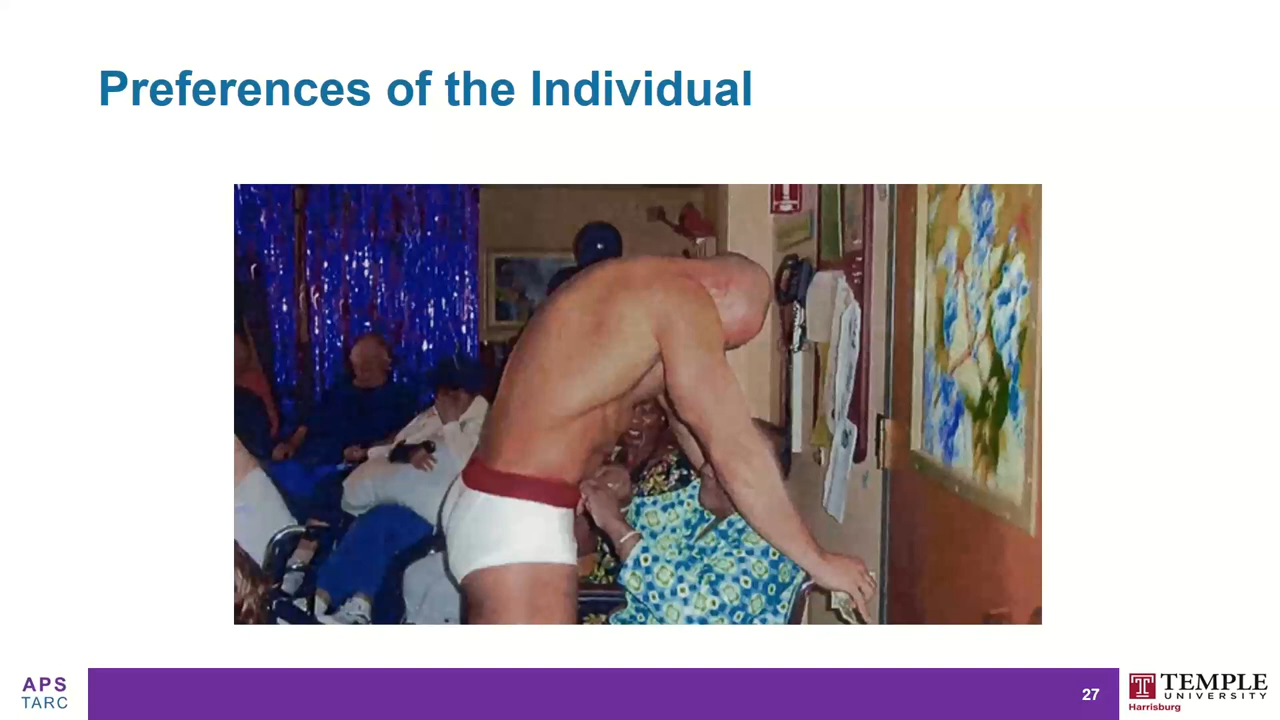 Preferences of the Individual
APS
TARC
27
TEMPLE
UNIVERSITY
Harrisburg